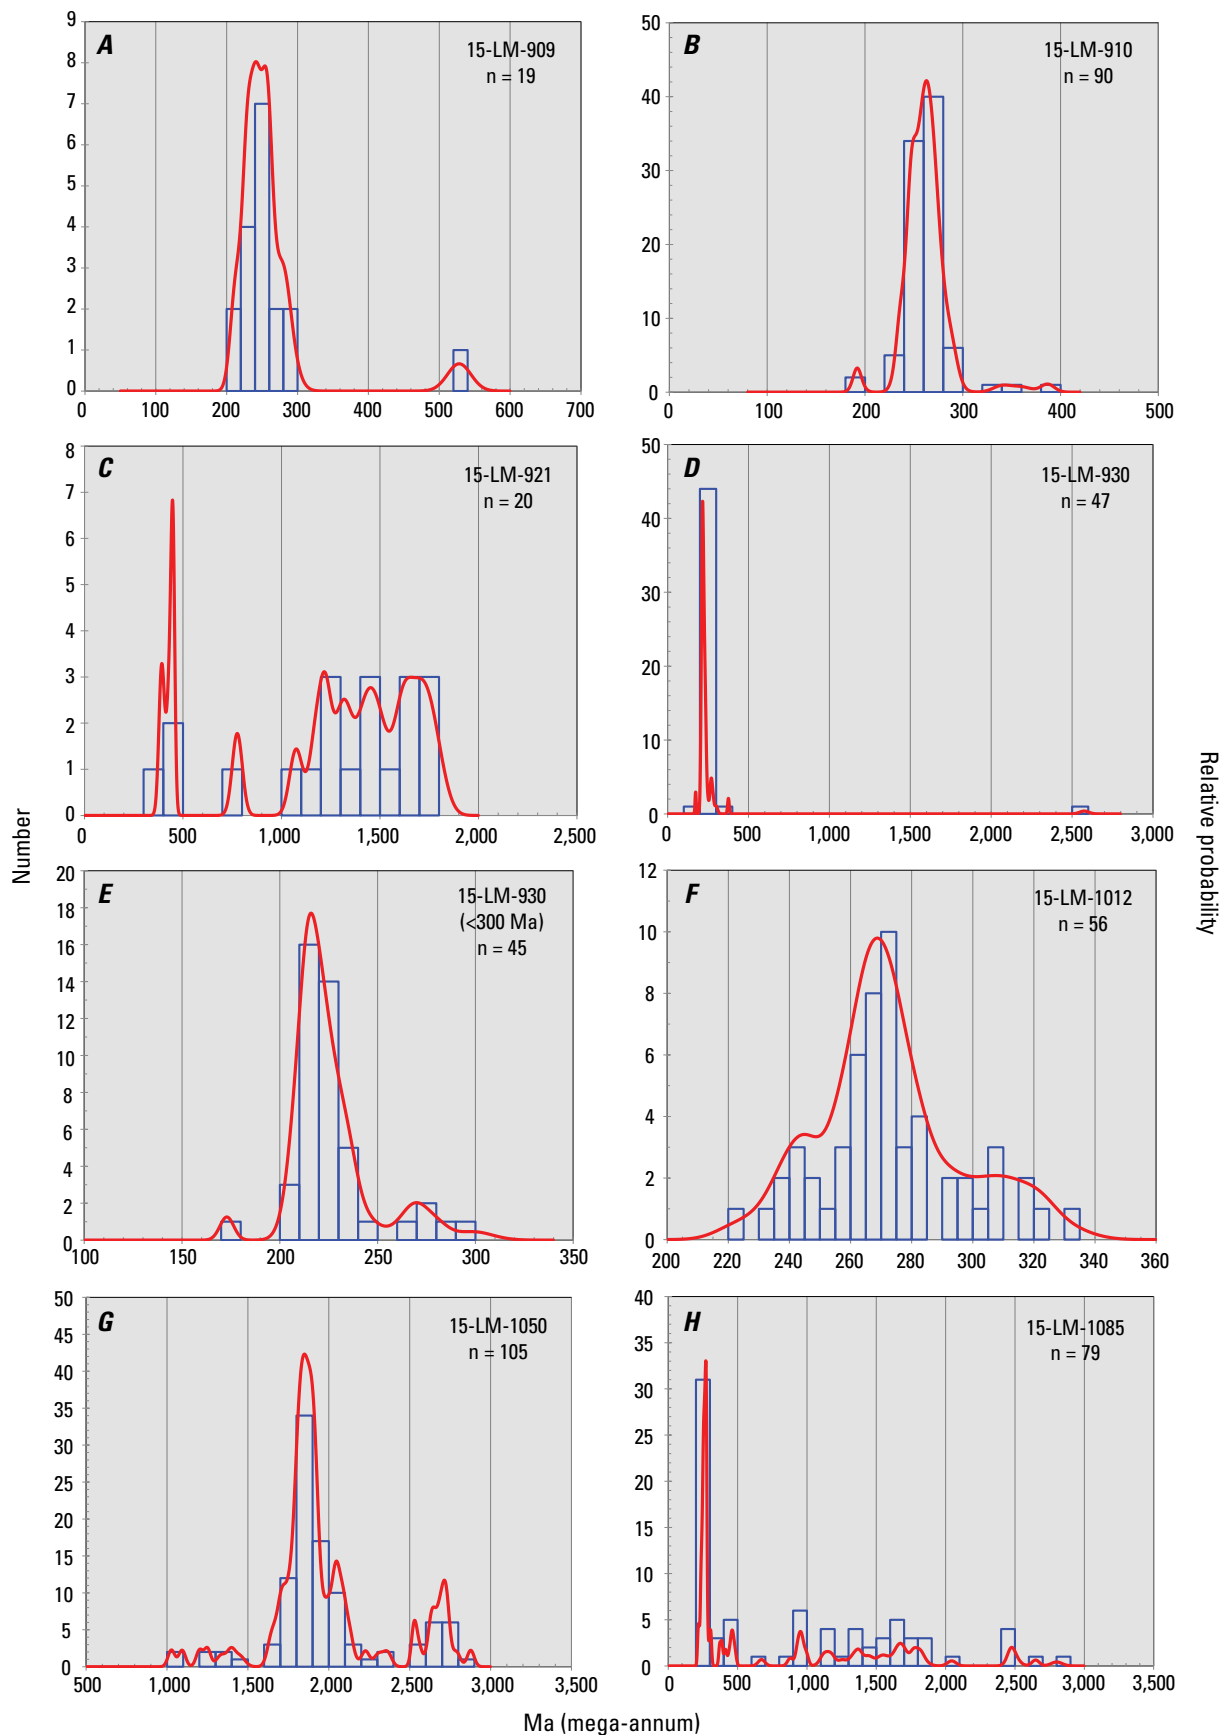 A
15-LM-909
n = 19
9
8
7
6
5
4
3
2
1
0
0 100 200 300 400 500 600 700
B
15-LM-910
n = 90
50
40
30
20
10
0
0 100 200 300 400 500
C
15-LM-921
n = 20
8
7
6
5
4
3
2
1
0
0 500 1,000 1,500 2,000 2,500
D
15-LM-930
n = 47
50
40
30
20
10
0
0 500 1,000 1,500 2,000 2,500 3,000
E
15-LM-930
(<300 Ma)
n = 45
20
18
16
14
12
10
8
6
4
2
0
100 150 200 250 300 350
F
15-LM-1012
n = 56
12
10
8
6
4
2
0
200 220 240 260 280 300 320 340 360
G
15-LM-1050
n = 105
50
45
40
35
30
25
20
15
10
5
0
500 1,000 1,500 2,000 2,500 3,000 3,500
H
15-LM-1085
n = 79
40
35
30
25
20
15
10
5
0
0 500 1,000 1,500 2,000 2,500 3,000 3,500
Number
Relative probability
Ma (mega-annum)